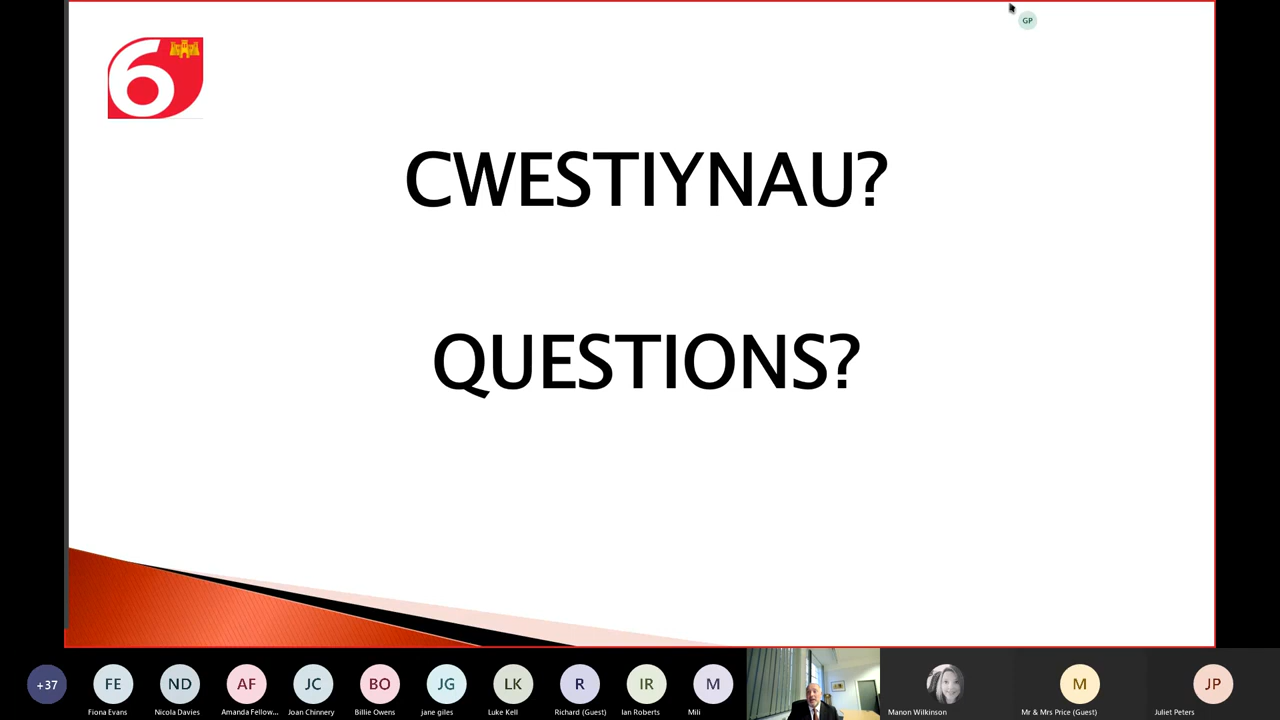 GP
6
CWESTIYNAU?
QUESTIONS?
+37
FE
ND
AF
JC
BO
JG
LK
R
IR
M
M
JP
Fiona Evans
Nicola Davies
Amanda Fellow...
Joan Chinnery
Billie Owens
jane giles
Luke Kell
Richard (Guest)
Ian Roberts
Mili
Manon Wilkinson
Mr & Mrs Price (Guest)
Juliet Peters